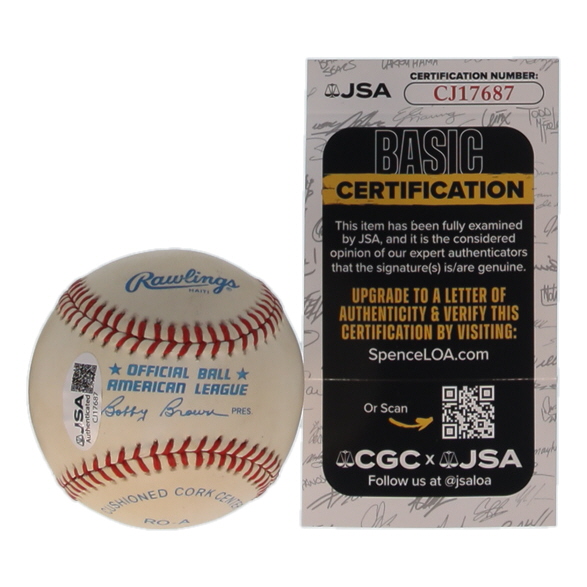 Rawlings
HAITI
★ OFFICIAL BALL ★
AMERICAN LEAGUE
Bobby Brown PRES.
CUSHIONED CORK CENTER
RO-A
JSA
Authenticated
CJ17687
JSA
CERTIFICATION NUMBER:
CJ17687
BASIC
CERTIFICATION
This item has been fully examined
by JSA, and it is the considered
opinion of our expert authenticators
that the signature(s) is/are genuine.
UPGRADE TO A LETTER OF
AUTHENTICITY & VERIFY THIS
CERTIFICATION BY VISITING:
SpenceLOA.com
Or Scan
CGC x JSA
Follow us at @jsaloa